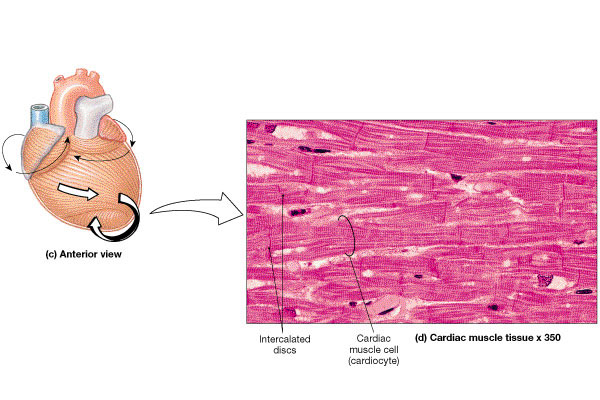 (c) Anterior view
Intercalated
discs
Cardiac
muscle cell
(cardiocyte)
(d) Cardiac muscle tissue x 350